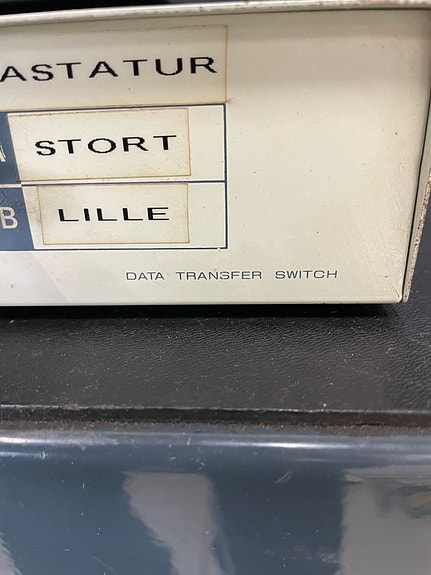 ASTATUR
STORT
B LILLE
DATA TRANSFER SWITCH